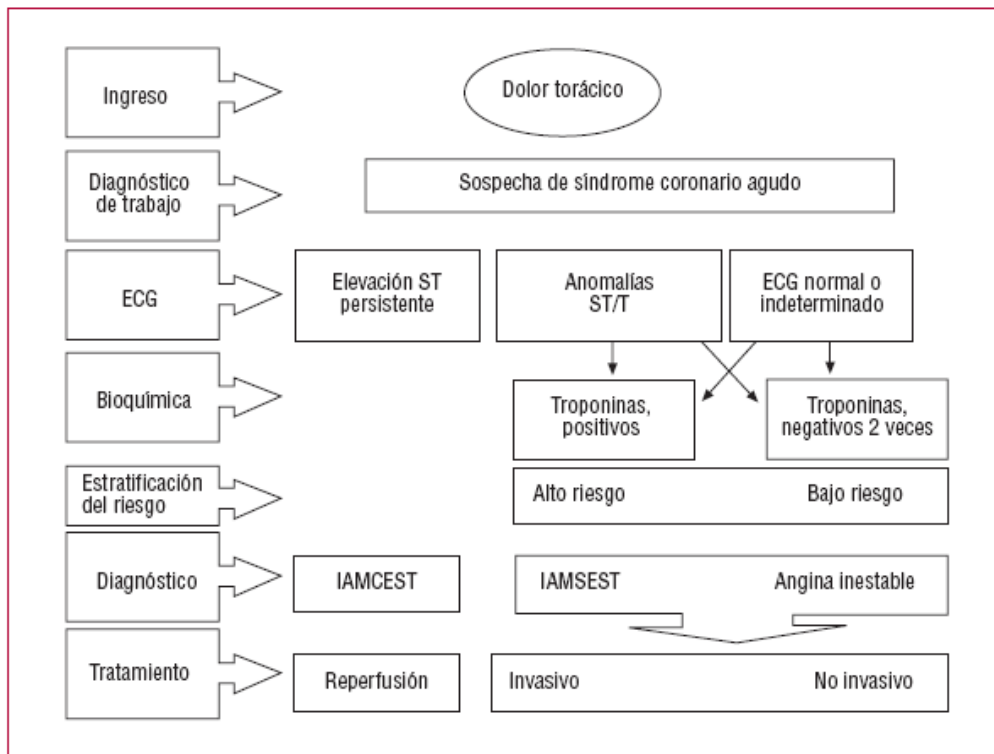 Ingreso
Dolor torácico
Diagnóstico
de trabajo
Sospecha de síndrome coronario agudo
ECG
Elevación ST
persistente
Anomalías
ST/T
ECG normal o
indeterminado
Bioquímica
Troponinas,
positivos
Troponinas,
negativos 2 veces
Estratificación
del riesgo
Alto riesgo
Bajo riesgo
Diagnóstico
IAMCEST
IAMSEST
Angina inestable
Tratamiento
Reperfusión
Invasivo
No invasivo